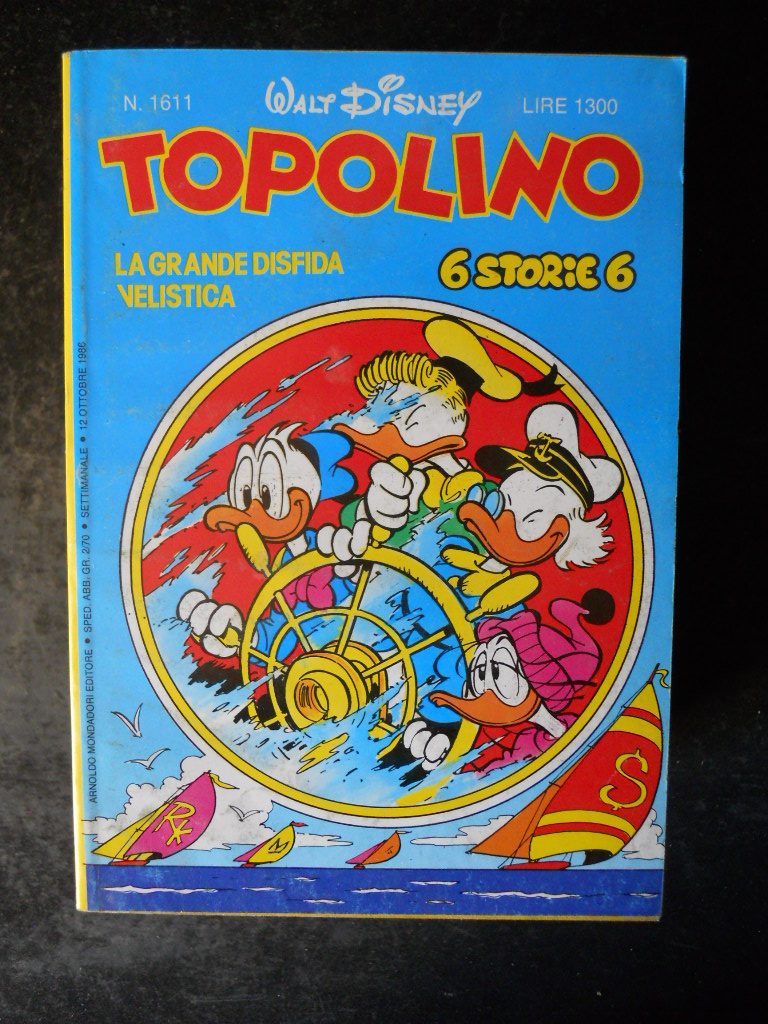 N. 1611
WALT DISNEY
LIRE 1300
TOPOLINO
LA GRANDE DISFIDA
VELISTICA
6 STORIE 6
ARNOLDO MONDADORI EDITORE • SPED. ABB. GR. 2/70 • SETTIMANALE • 12 OTTOBRE 1986
RK
M
S